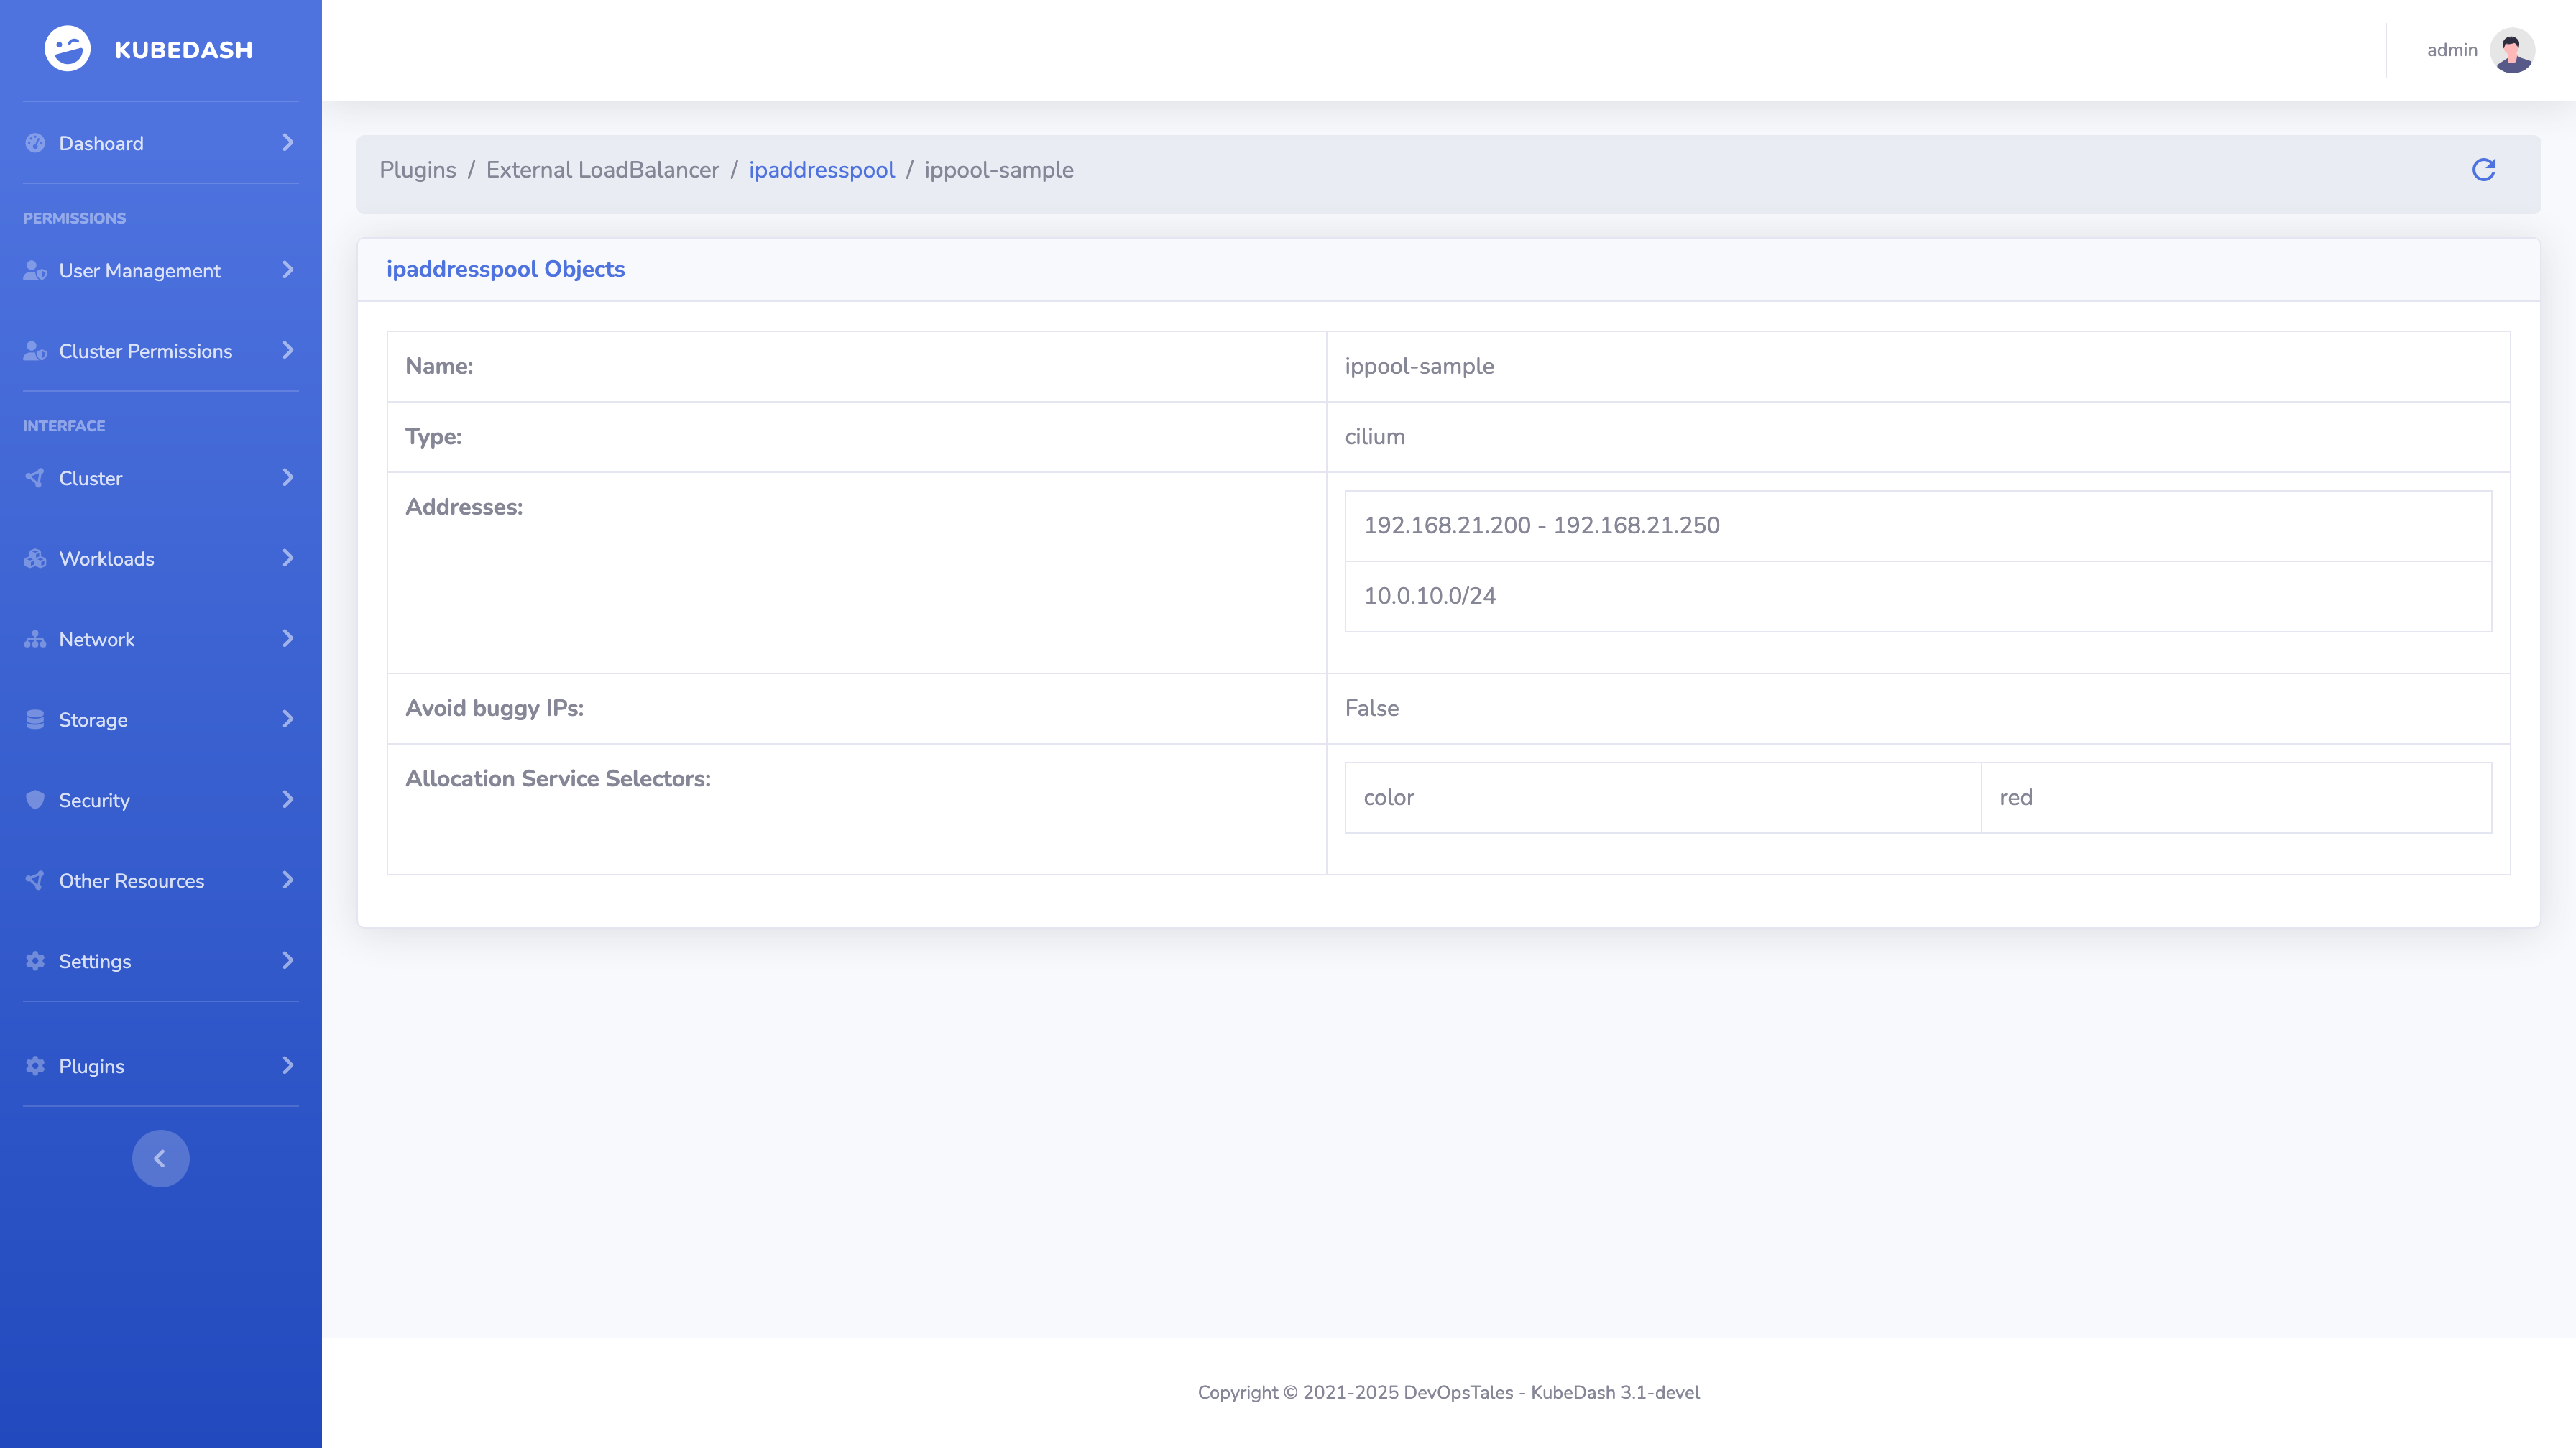 KUBEDASH
admin
Dashoard
Plugins / External LoadBalancer / ipaddresspool / ippool-sample
PERMISSIONS
User Management
Cluster Permissions
INTERFACE
Cluster
Workloads
Network
Storage
Security
Other Resources
Settings
Plugins
ipaddresspool Objects
Name: ippool-sample
Type: cilium
Addresses: 192.168.21.200 - 192.168.21.250
10.0.10.0/24
Avoid buggy IPs: False
Allocation Service Selectors: color red
Copyright © 2021-2025 DevOpsTales - KubeDash 3.1-devel